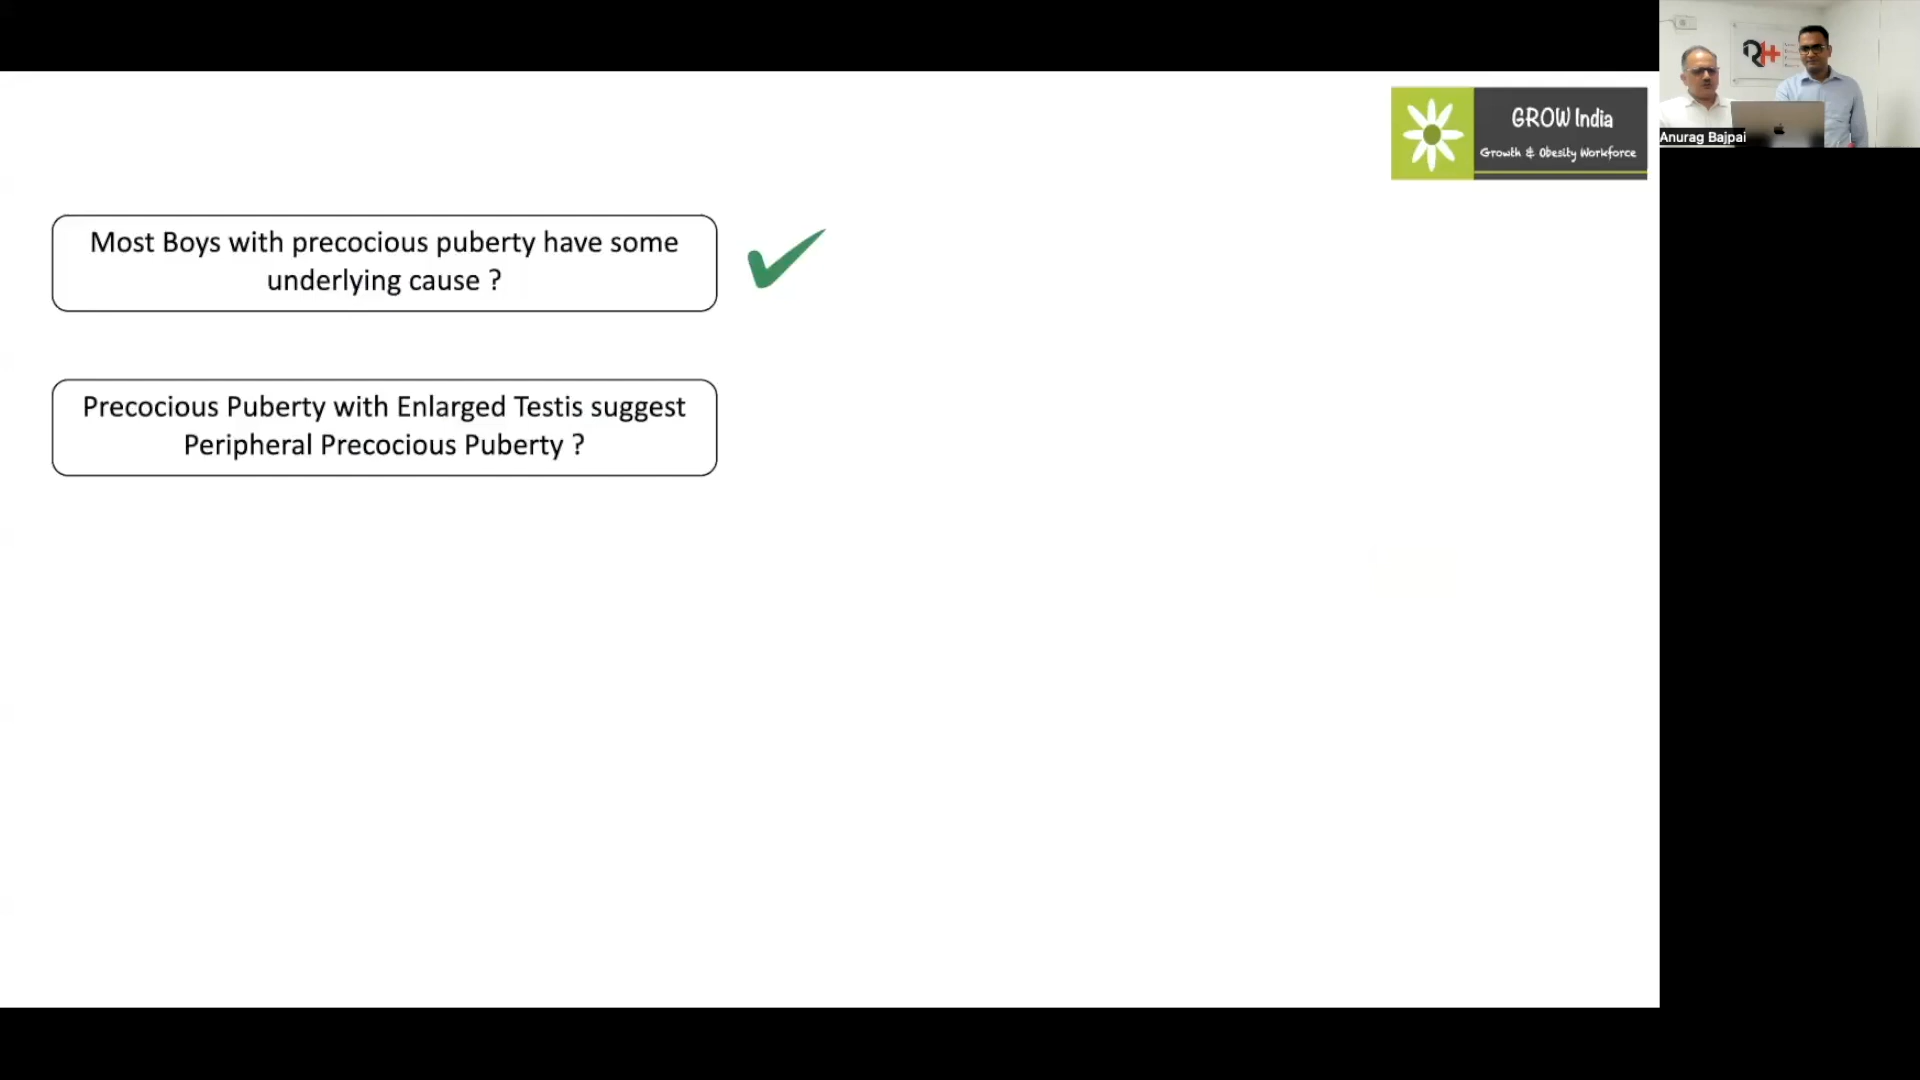 GROW India
Growth & Obesity Workforce
Anurag Bajpai
Most Boys with precocious puberty have some
underlying cause ?
Precocious Puberty with Enlarged Testis suggest
Peripheral Precocious Puberty ?